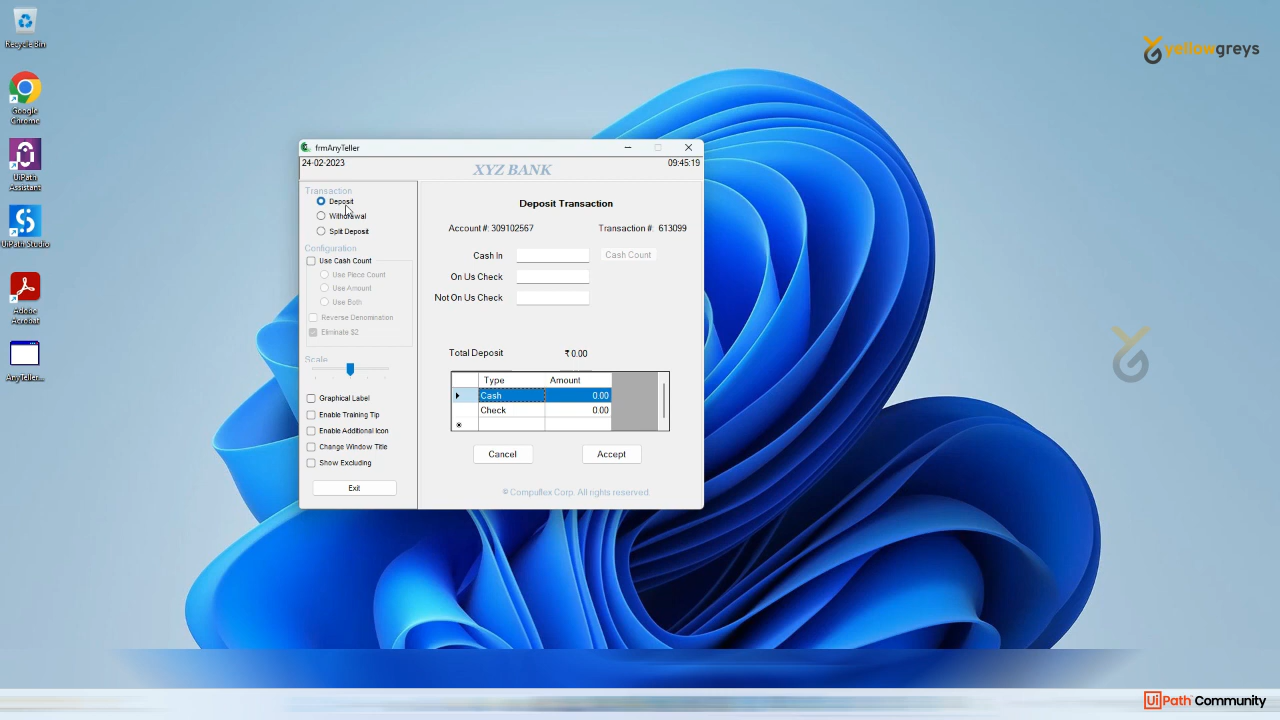 Recycle Bin
Google Chrome
UiPath Assistant
UiPath Studio
Adobe Acrobat
AnyTeller...
yellowgreys
frmAnyTeller
24-02-2023
XYZ BANK
09:45:19
Transaction
Deposit
Withdrawal
Split Deposit
Configuration
Use Cash Count
Use Piece Count
Use Amount
Use Both
Reverse Denomination
Eliminate $2
Scale
Graphical Label
Enable Training Tip
Enable Additional Icon
Change Window Title
Show Excluding
Exit
Deposit Transaction
Account #: 309102567 Transaction #: 613099
Cash In Cash Count
On Us Check
Not On Us Check
Total Deposit ₹ 0.00
Type Amount
Cash 0.00
Check 0.00
Cancel Accept
© Compuflex Corp. All rights reserved.
UiPath Community